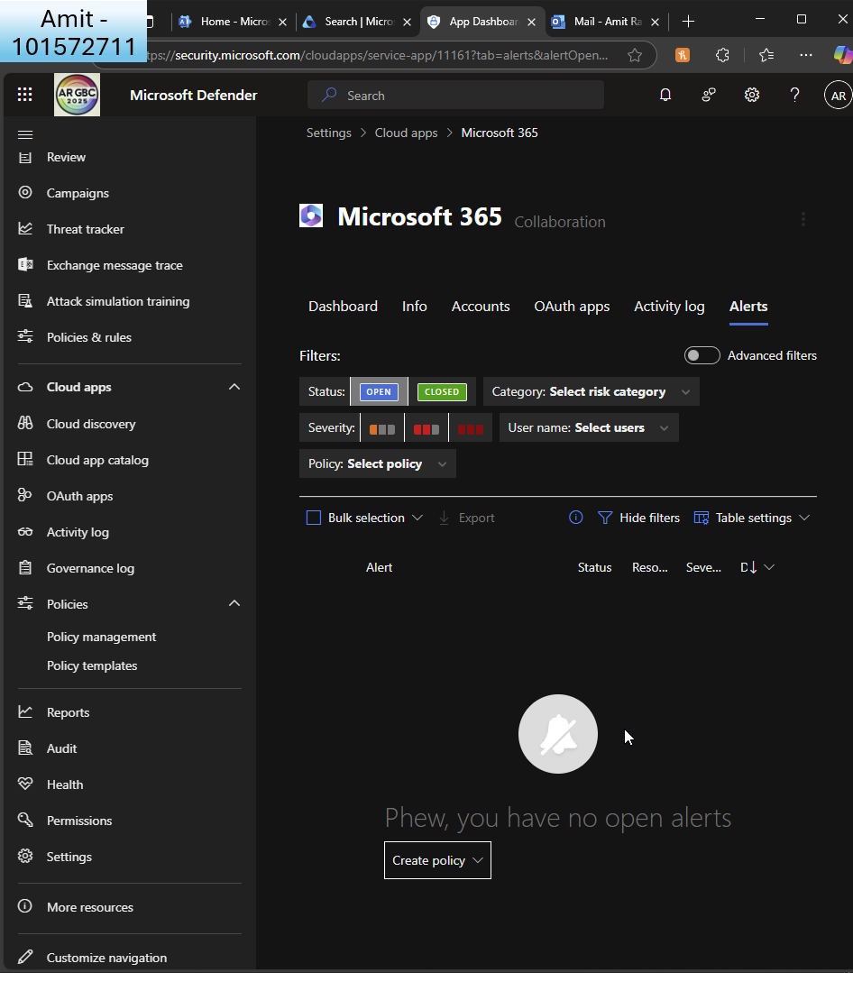 Amit -
101572711
Home - Micros
Search | Micro
App Dashboar
Mail - Amit Ra
ttps://security.microsoft.com/cloudapps/service-app/11161?tab=alerts&alertOpen...
AR GBC
2025
Microsoft Defender
Search
AR
Settings > Cloud apps > Microsoft 365
Review
Campaigns
Threat tracker
Exchange message trace
Attack simulation training
Policies & rules
Cloud apps
Cloud discovery
Cloud app catalog
OAuth apps
Activity log
Governance log
Policies
Policy management
Policy templates
Reports
Audit
Health
Permissions
Settings
More resources
Customize navigation
Microsoft 365 Collaboration
Dashboard Info Accounts OAuth apps Activity log Alerts
Filters: Advanced filters
Status: OPEN CLOSED Category: Select risk category
Severity: User name: Select users
Policy: Select policy
Bulk selection Export Hide filters Table settings
Alert Status Reso... Seve... D
Phew, you have no open alerts
Create policy